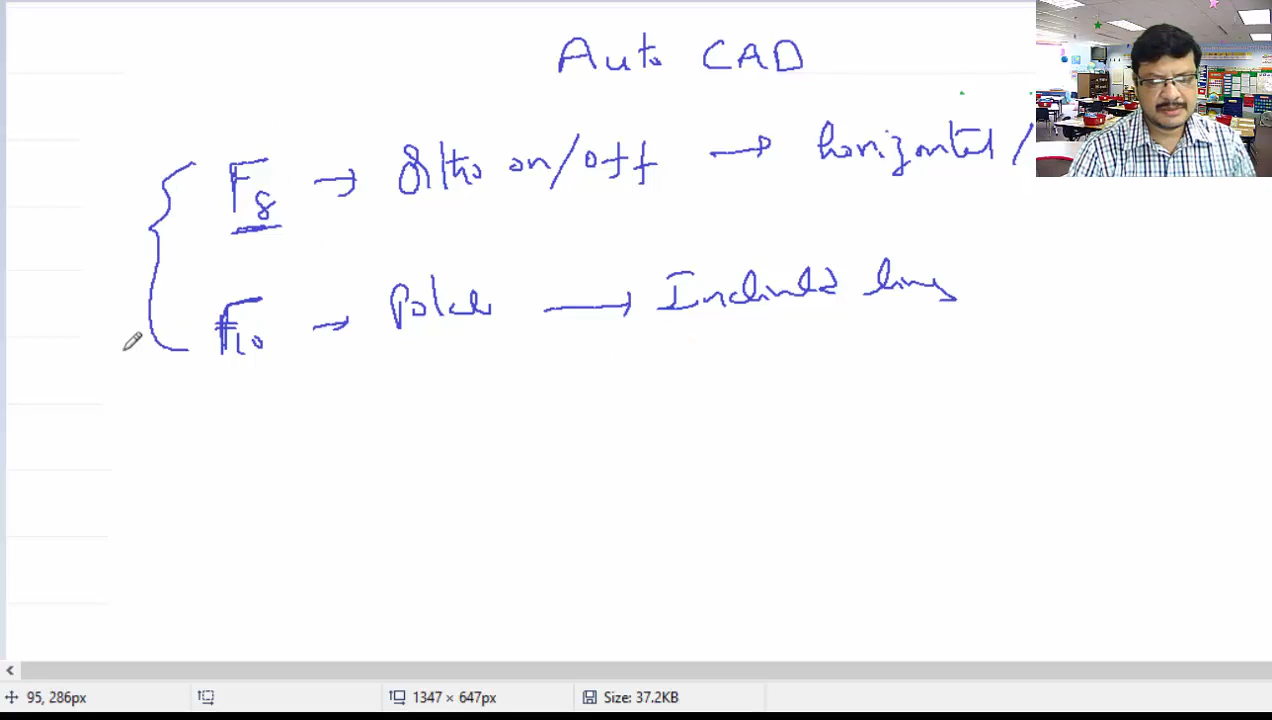 Auto CAD
F8 → Ortho on/off → horizontal /
F10 → Polar → Inclined lines
95, 286px 1347 × 647px Size: 37.2KB